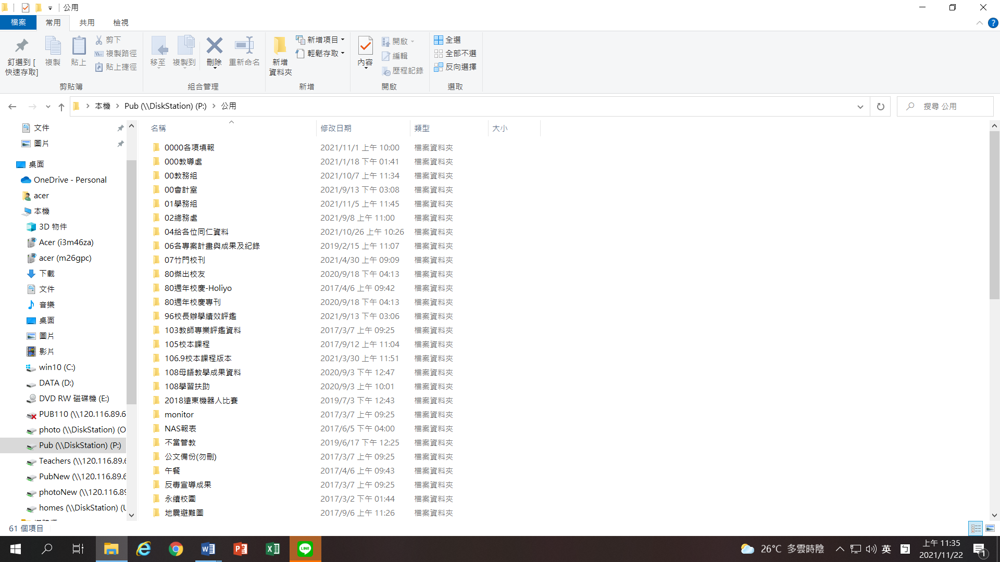 公用
檔案 常用 共用 檢視
釘選到 [
快速存取]
複製
貼上
剪下
複製路徑
貼上捷徑
剪貼簿
移至
複製到
刪除
重新命名
組合管理
新增
資料夾
新增項目
輕鬆存取
新增
內容
開啟
編輯
歷程記錄
開啟
全選
全部不選
反向選擇
選取
本機 Pub (\\DiskStation) (P:) 公用
搜尋 公用
文件
圖片
桌面
OneDrive - Personal
acer
本機
3D 物件
Acer (i3m46za)
acer (m26gpc)
下載
文件
音樂
桌面
圖片
影片
win10 (C:)
DATA (D:)
DVD RW 磁碟機 (E:)
PUB110 (\\120.116.89.6
photo (\\DiskStation) (O
Pub (\\DiskStation) (P:)
Teachers (\\120.116.89.6
PubNew (\\120.116.89.6
photoNew (\\120.116.89
homes (\\DiskStation) (U
名稱 修改日期 類型 大小
0000各項填報 2021/11/1 上午 10:00 檔案資料夾
000教導處 2021/1/18 下午 01:41 檔案資料夾
00教務組 2021/10/7 上午 11:34 檔案資料夾
00會計室 2021/9/13 下午 03:08 檔案資料夾
01學務組 2021/11/5 上午 11:45 檔案資料夾
02總務處 2021/9/8 上午 11:00 檔案資料夾
04給各位同仁資料 2021/10/26 上午 10:26 檔案資料夾
06各專案計畫與成果及紀錄 2019/2/15 上午 11:07 檔案資料夾
07竹門校刊 2021/4/30 上午 09:09 檔案資料夾
80傑出校友 2020/9/18 下午 04:13 檔案資料夾
80週年校慶-Holiyo 2017/4/6 上午 09:42 檔案資料夾
80週年校慶專刊 2020/9/18 下午 04:13 檔案資料夾
96校長辦學績效評鑑 2021/9/13 下午 03:06 檔案資料夾
103教師專業評鑑資料 2017/3/7 上午 09:25 檔案資料夾
105校本課程 2017/9/12 上午 11:04 檔案資料夾
106.9校本課程版本 2021/3/30 上午 11:51 檔案資料夾
108母語教學成果資料 2020/9/3 下午 12:47 檔案資料夾
108學習扶助 2020/9/3 上午 10:01 檔案資料夾
2018遠東機器人比賽 2019/7/3 下午 12:43 檔案資料夾
monitor 2017/3/7 上午 09:25 檔案資料夾
NAS報表 2017/6/5 下午 04:00 檔案資料夾
不當管教 2019/6/17 下午 12:25 檔案資料夾
公文備份(勿刪) 2017/3/7 上午 09:25 檔案資料夾
午餐 2017/4/6 上午 09:43 檔案資料夾
反毒宣導成果 2017/3/7 上午 09:25 檔案資料夾
永續校園 2017/3/2 下午 01:44 檔案資料夾
地震避難圖 2017/9/6 上午 11:26 檔案資料夾
61 個項目
26°C 多雲時陰
英
上午 11:35
2021/11/22
1